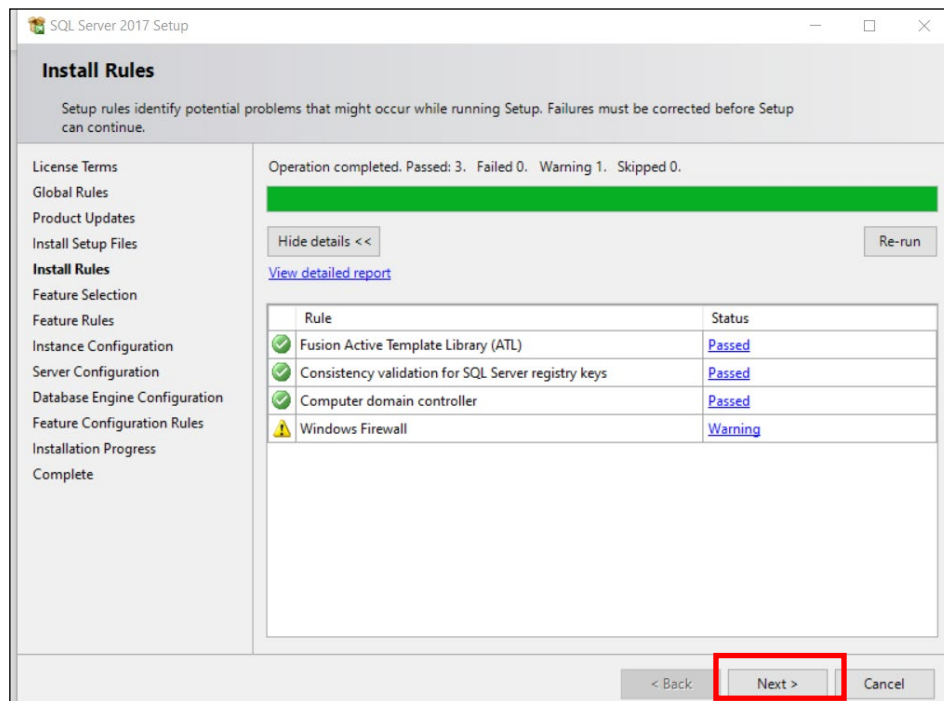 SQL Server 2017 Setup
Install Rules
Setup rules identify potential problems that might occur while running Setup. Failures must be corrected before Setup
can continue.
License Terms
Global Rules
Product Updates
Install Setup Files
Install Rules
Feature Selection
Feature Rules
Instance Configuration
Server Configuration
Database Engine Configuration
Feature Configuration Rules
Installation Progress
Complete
Operation completed. Passed: 3. Failed 0. Warning 1. Skipped 0.
Hide details <<
Re-run
View detailed report
Rule Status
Fusion Active Template Library (ATL) Passed
Consistency validation for SQL Server registry keys Passed
Computer domain controller Passed
Windows Firewall Warning
< Back Next > Cancel